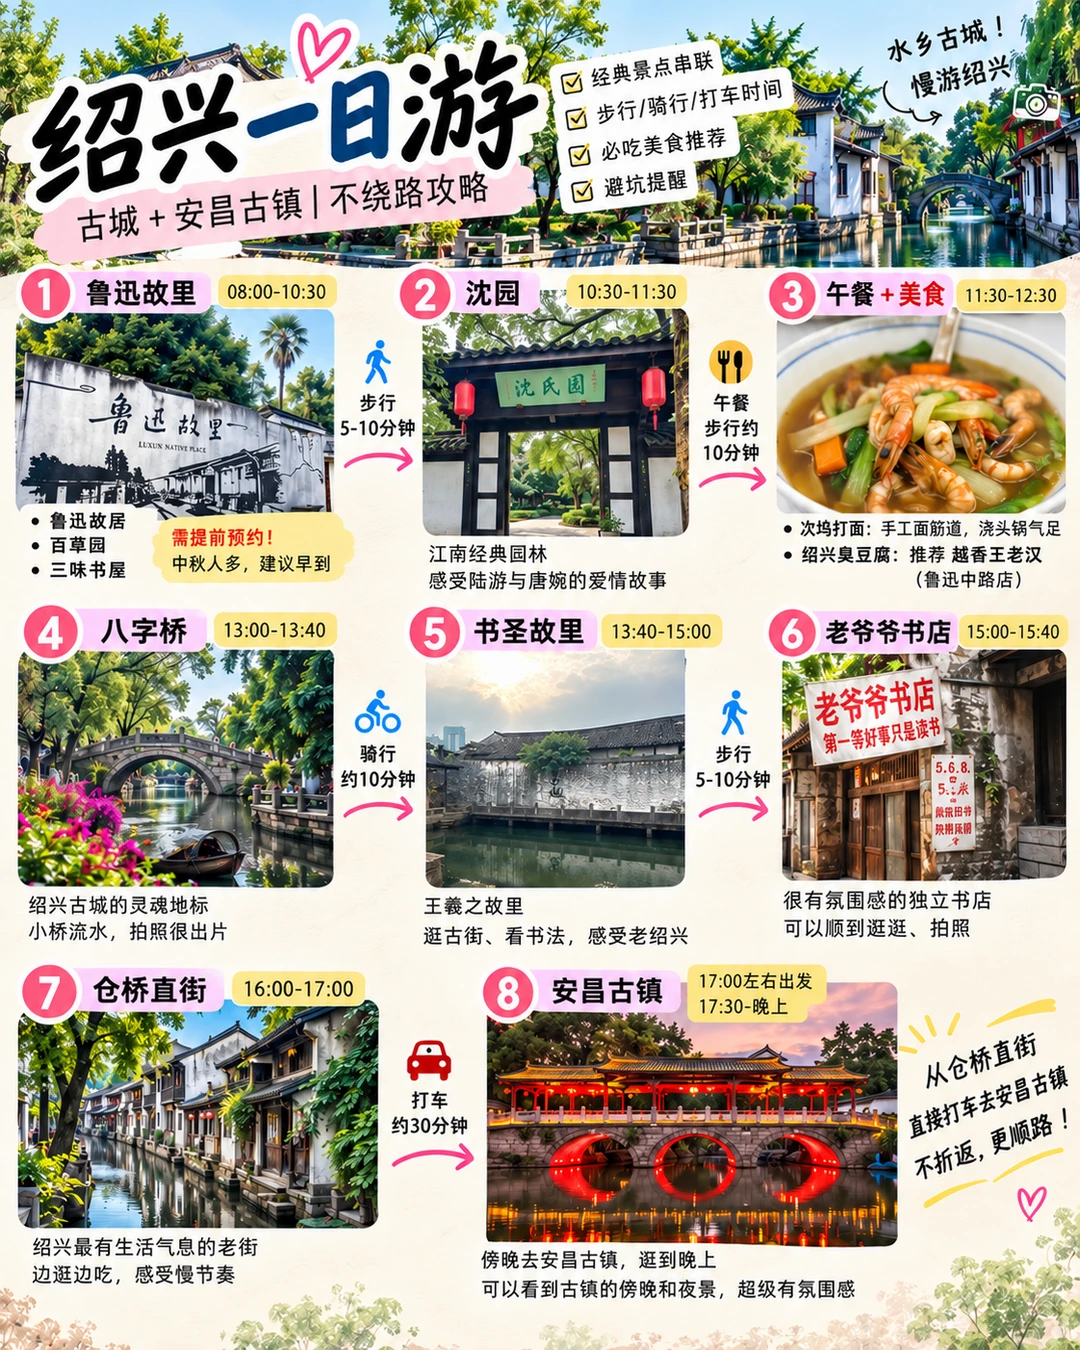 绍兴一日游
古城 + 安昌古镇 | 不绕路攻略
经典景点串联
步行/骑行/打车时间
必吃美食推荐
避坑提醒
水乡古城！
慢游绍兴
1 鲁迅故里 08:00-10:30
鲁迅故里
LUXUN NATIVE PLACE
• 鲁迅故居
• 百草园
• 三味书屋
需提前预约！
中秋人多，建议早到
步行
5-10分钟
2 沈园 10:30-11:30
沈氏园
江南经典园林
感受陆游与唐婉的爱情故事
午餐
步行约
10分钟
3 午餐 + 美食 11:30-12:30
• 次坞打面：手工面筋道，浇头锅气足
• 绍兴臭豆腐：推荐 越香王老汉
（鲁迅中路店）
4 八字桥 13:00-13:40
绍兴古城的灵魂地标
小桥流水，拍照很出片
骑行
约10分钟
5 书圣故里 13:40-15:00
王羲之故里
逛古街、看书法，感受老绍兴
步行
5-10分钟
6 老爷爷书店 15:00-15:40
老爷爷书店
第一等好事只是读书
5.6.8.
很有氛围感的独立书店
可以顺到逛逛、拍照
7 仓桥直街 16:00-17:00
绍兴最有生活气息的老街
边逛边吃，感受慢节奏
打车
约30分钟
8 安昌古镇 17:00左右出发
17:30-晚上
傍晚去安昌古镇，逛到晚上
可以看到古镇的傍晚和夜景，超级有氛围感
从仓桥直街
直接打车去安昌古镇
不折返，更顺路！